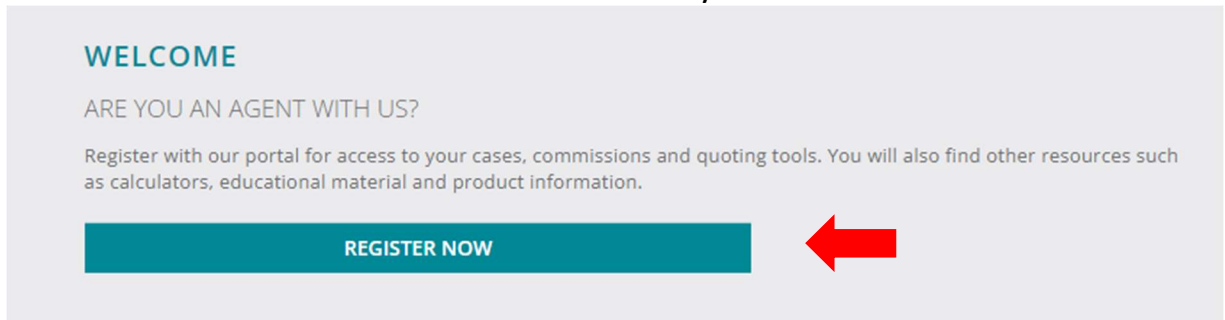 WELCOME
ARE YOU AN AGENT WITH US?
Register with our portal for access to your cases, commissions and quoting tools. You will also find other resources such
as calculators, educational material and product information.
REGISTER NOW